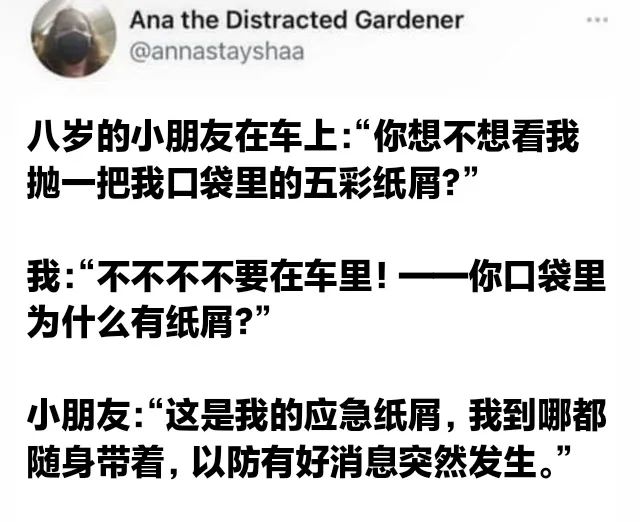 Ana the Distracted Gardener
@annastayshaa
八岁的小朋友在车上：“你想不想看我
抛一把我口袋里的五彩纸屑？”
我：“不不不不要在车里！——你口袋里
为什么有纸屑？”
小朋友：“这是我的应急纸屑，我到哪都
随身带着，以防有好消息突然发生。”